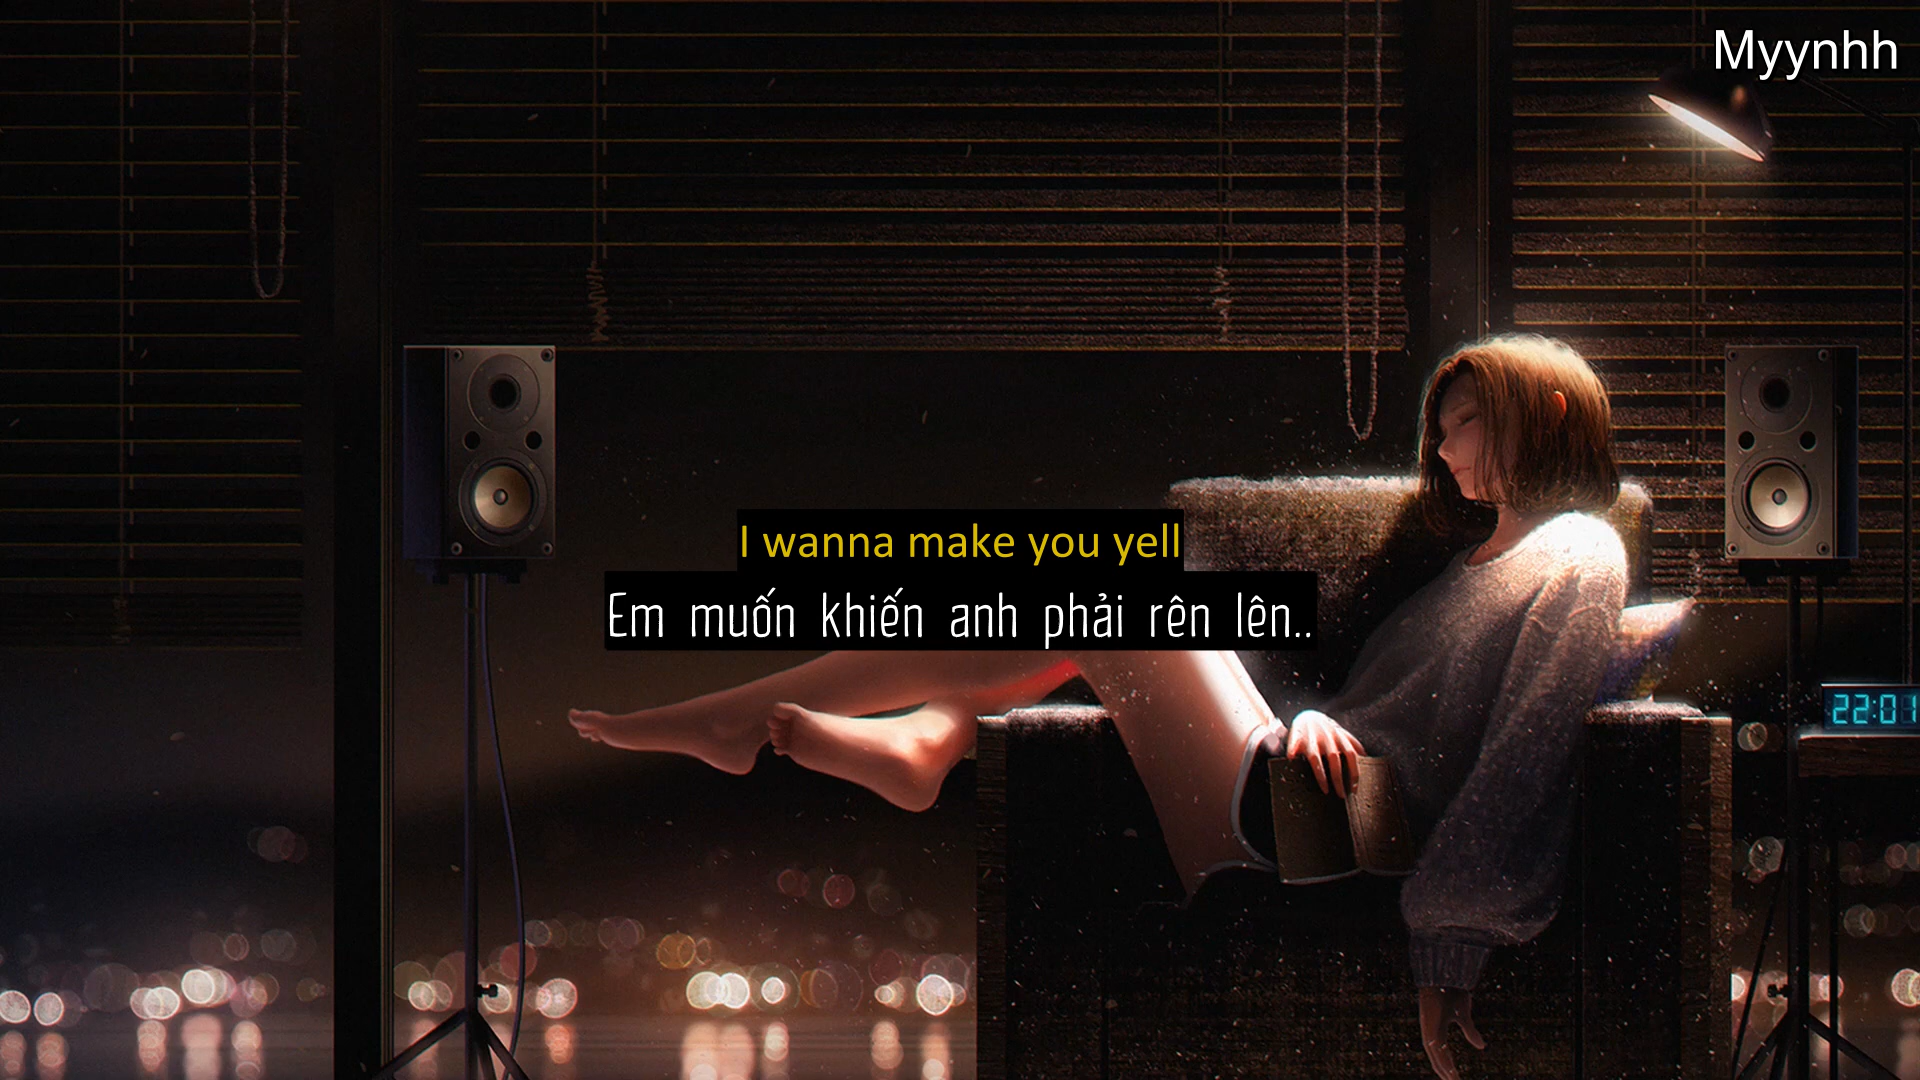 Myynhh
I wanna make you yell
Em muốn khiến anh phải rên lên..
22:01